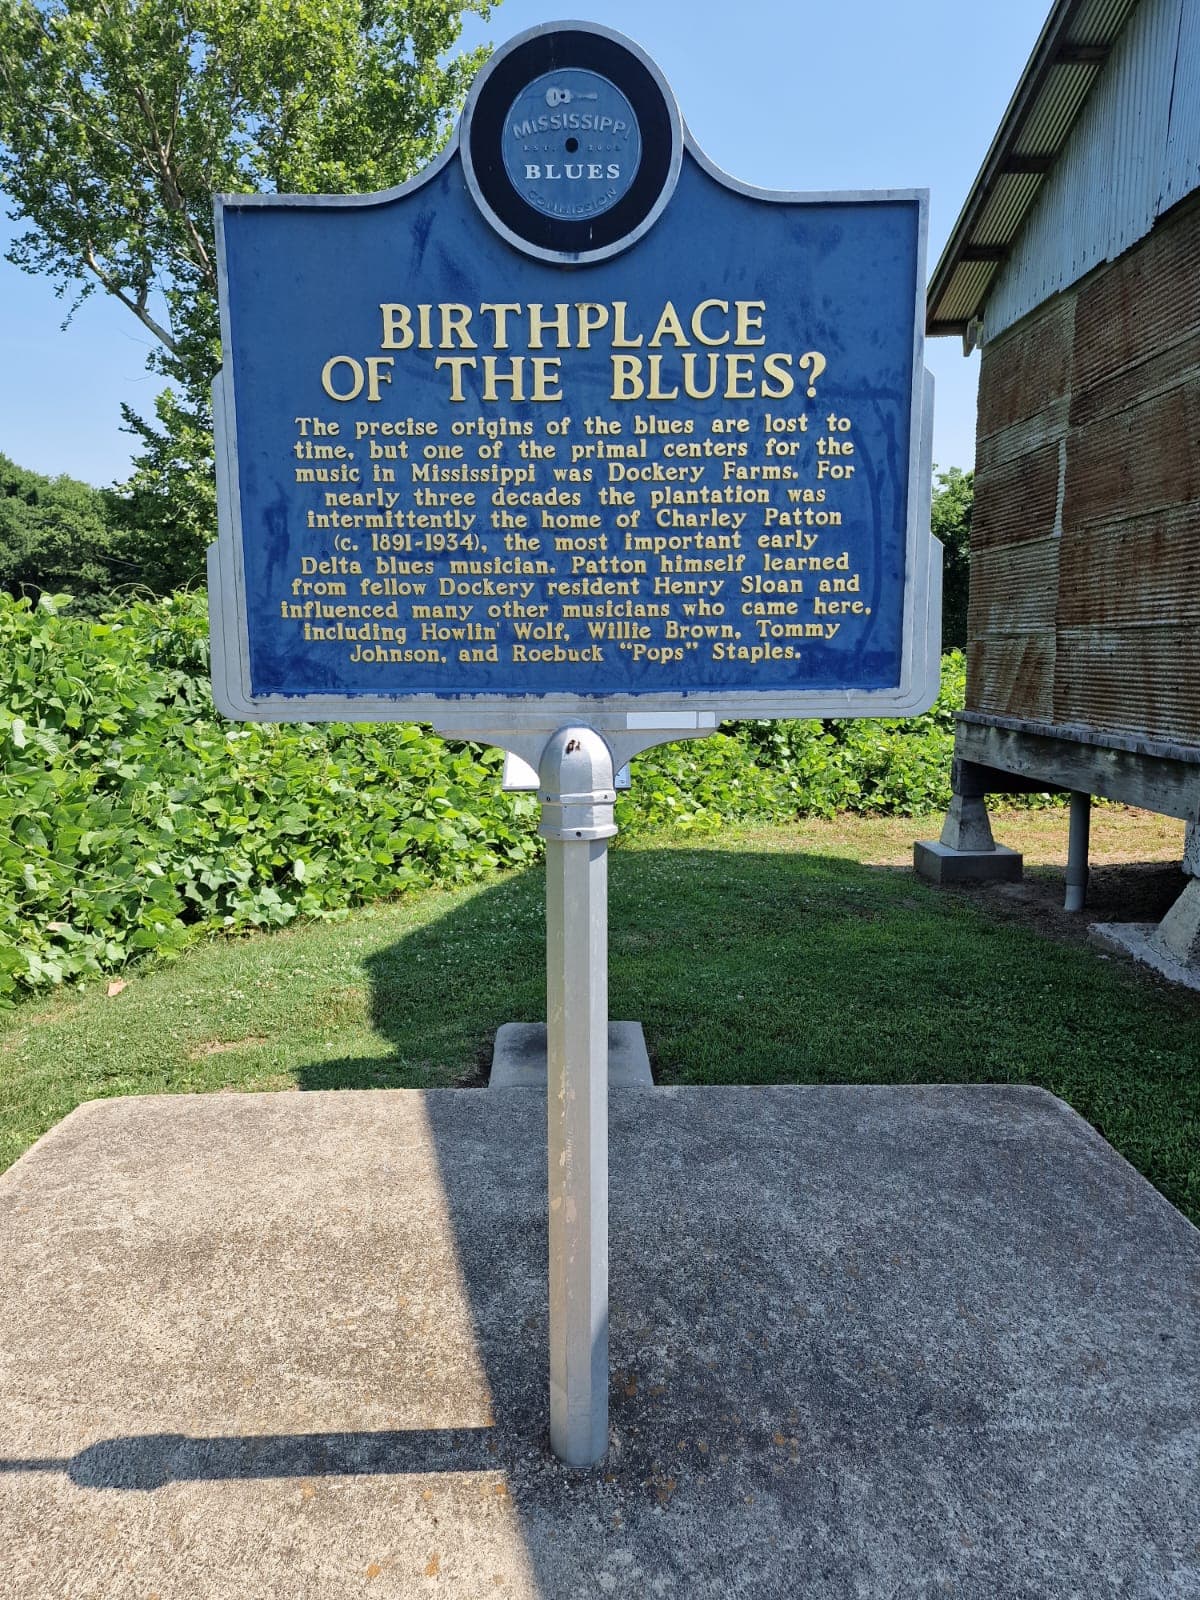 MISSISSIPPI
EST. 2006
BLUES
COMMISSION
BIRTHPLACE
OF THE BLUES?
The precise origins of the blues are lost to
time, but one of the primal centers for the
music in Mississippi was Dockery Farms. For
nearly three decades the plantation was
intermittently the home of Charley Patton
(c. 1891-1934), the most important early
Delta blues musician. Patton himself learned
from fellow Dockery resident Henry Sloan and
influenced many other musicians who came here,
including Howlin' Wolf, Willie Brown, Tommy
Johnson, and Roebuck “Pops” Staples.